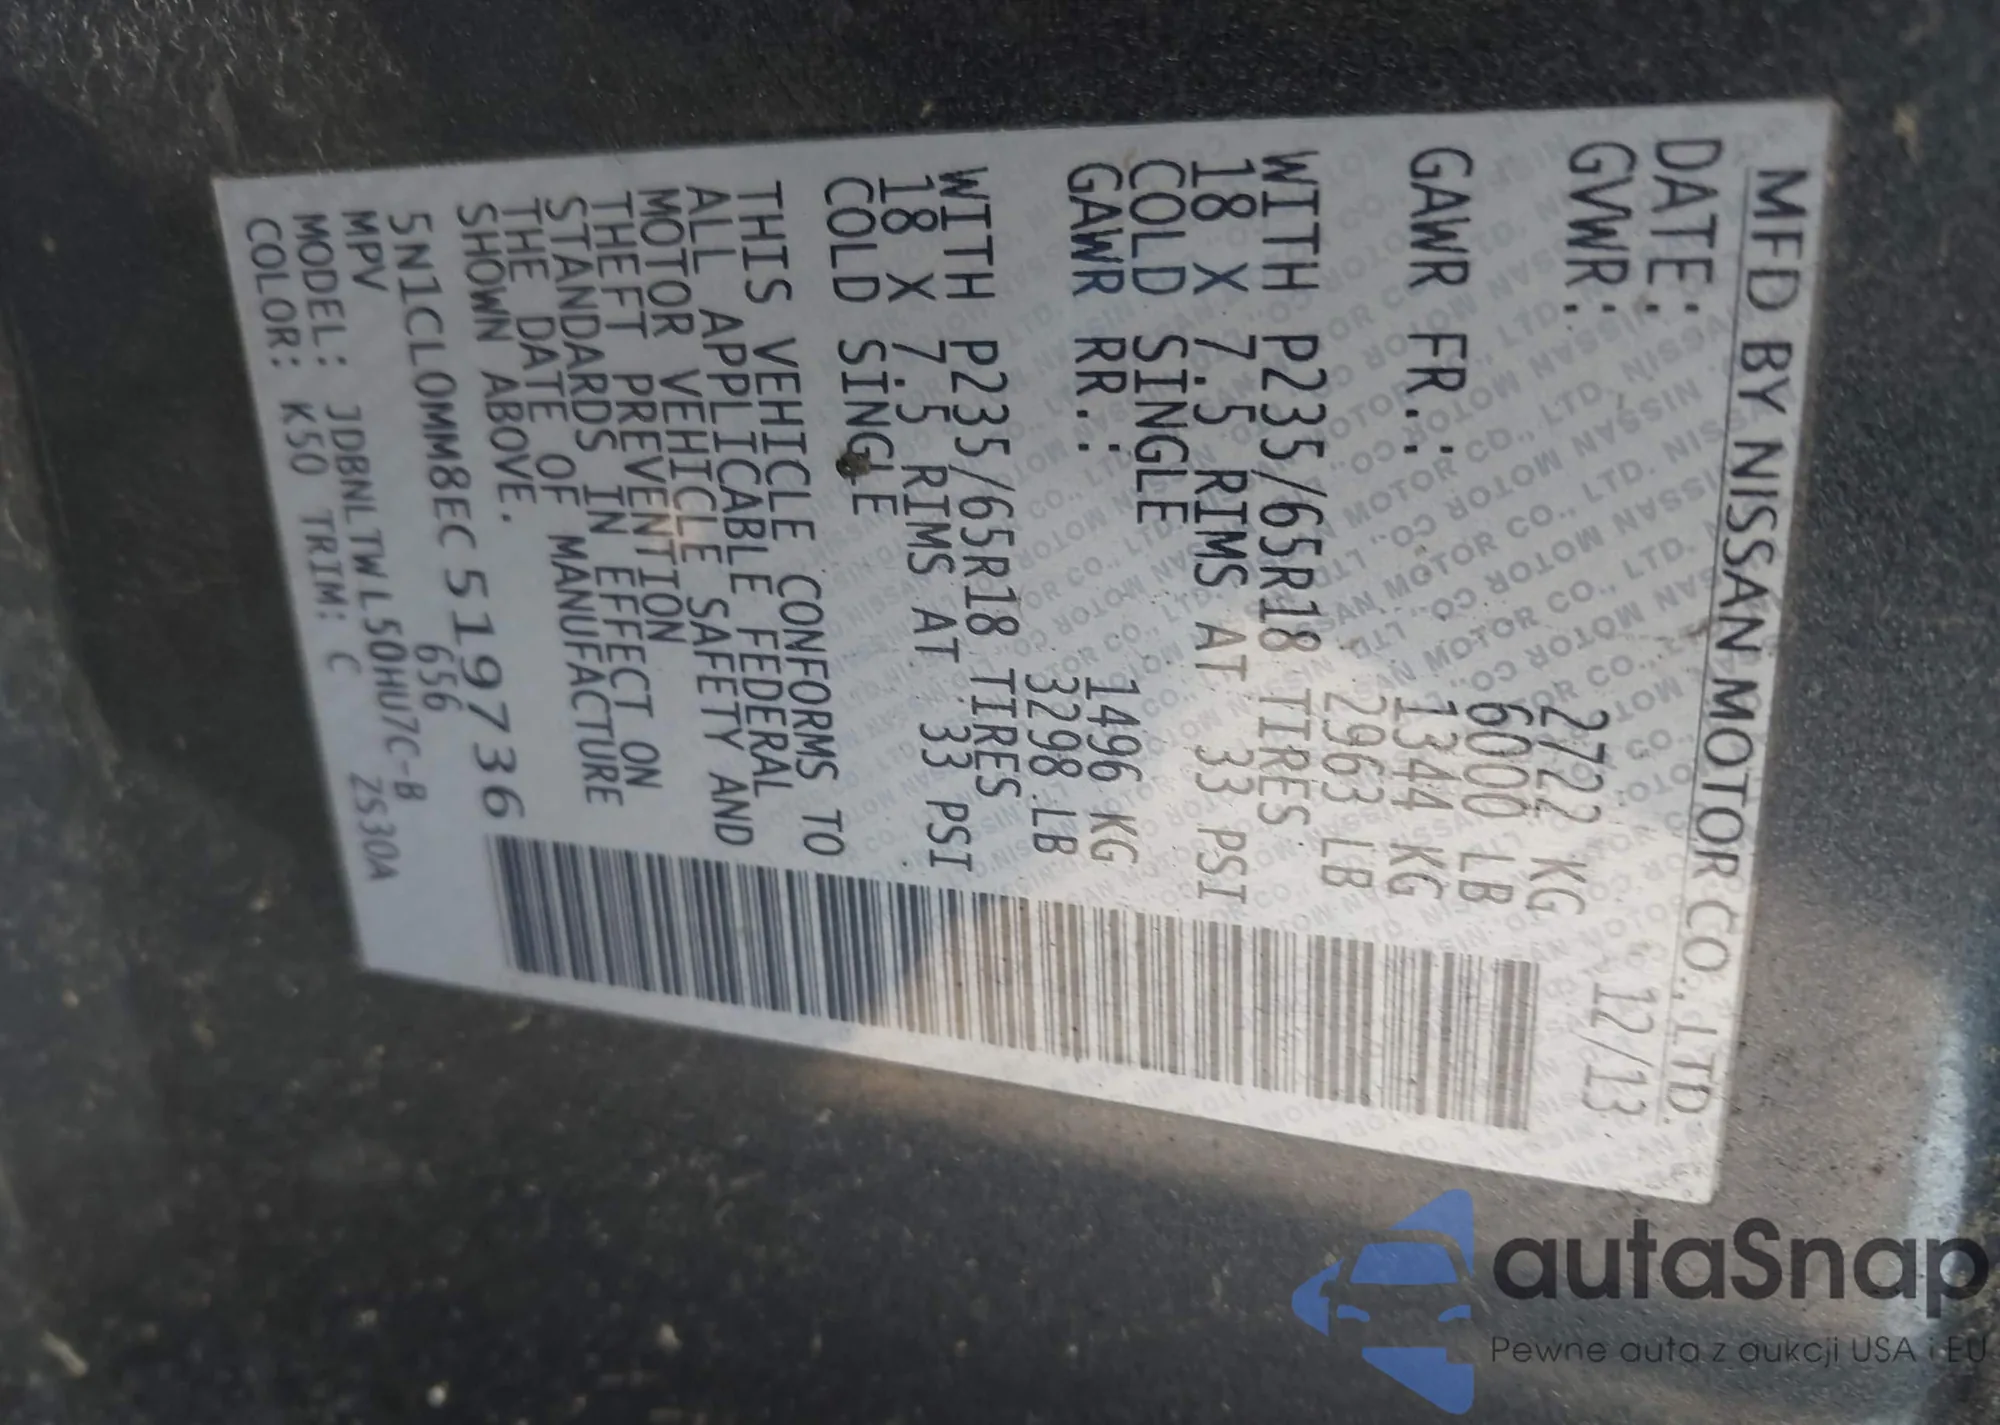 MFD BY NISSAN MOTOR CO., LTD.
DATE: 12/13
GVWR: 2722 KG
6000 LB
GAWR FR.: 1344 KG
2963 LB
WITH P235/65R18 TIRES
18 X 7.5 RIMS AT 33 PSI
COLD SINGLE
GAWR RR.: 1496 KG
3298 LB
WITH P235/65R18 TIRES
18 X 7.5 RIMS AT 33 PSI
COLD SINGLE
THIS VEHICLE CONFORMS TO
ALL APPLICABLE FEDERAL
MOTOR VEHICLE SAFETY AND
THEFT PREVENTION
STANDARDS IN EFFECT ON
THE DATE OF MANUFACTURE
SHOWN ABOVE.
5N1CL0MM8EC519736
MPV 656
MODEL: JDBNLTWL50HU7C-B
COLOR: K50 TRIM: C 2S30A
autaSnap
Pewne auta z aukcji USA i EU